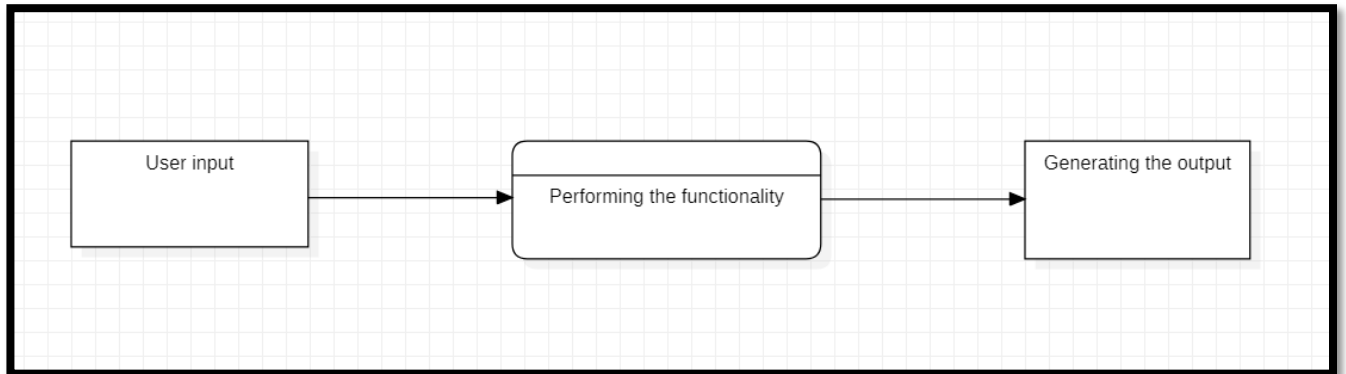 User input
Performing the functionality
Generating the output